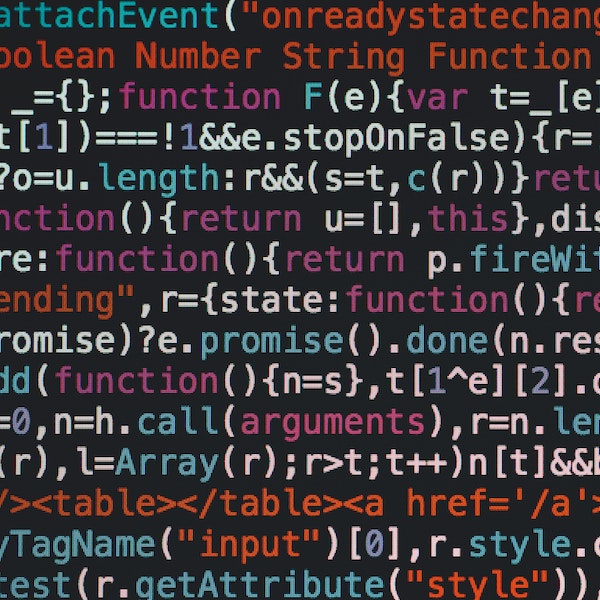 attachEvent("onreadystatechang
oolean Number String Function
_={};function F(e){var t=_[e]
t[1])===!1&&e.stopOnFalse){r=
?o=u.length:r&&(s=t,c(r))}retu
nction(){return u=[],this},dis
re:function(){return p.fireWit
ending",r={state:function(){re
romise)?e.promise().done(n.res
dd(function(){n=s},t[1^e][2].d
=0,n=h.call(arguments),r=n.len
(r),l=Array(r);r>t;t++)n[t]&&b
/><table></table><a href='/a'>
yTagName("input")[0],r.style.c
test(r.getAttribute("style")),